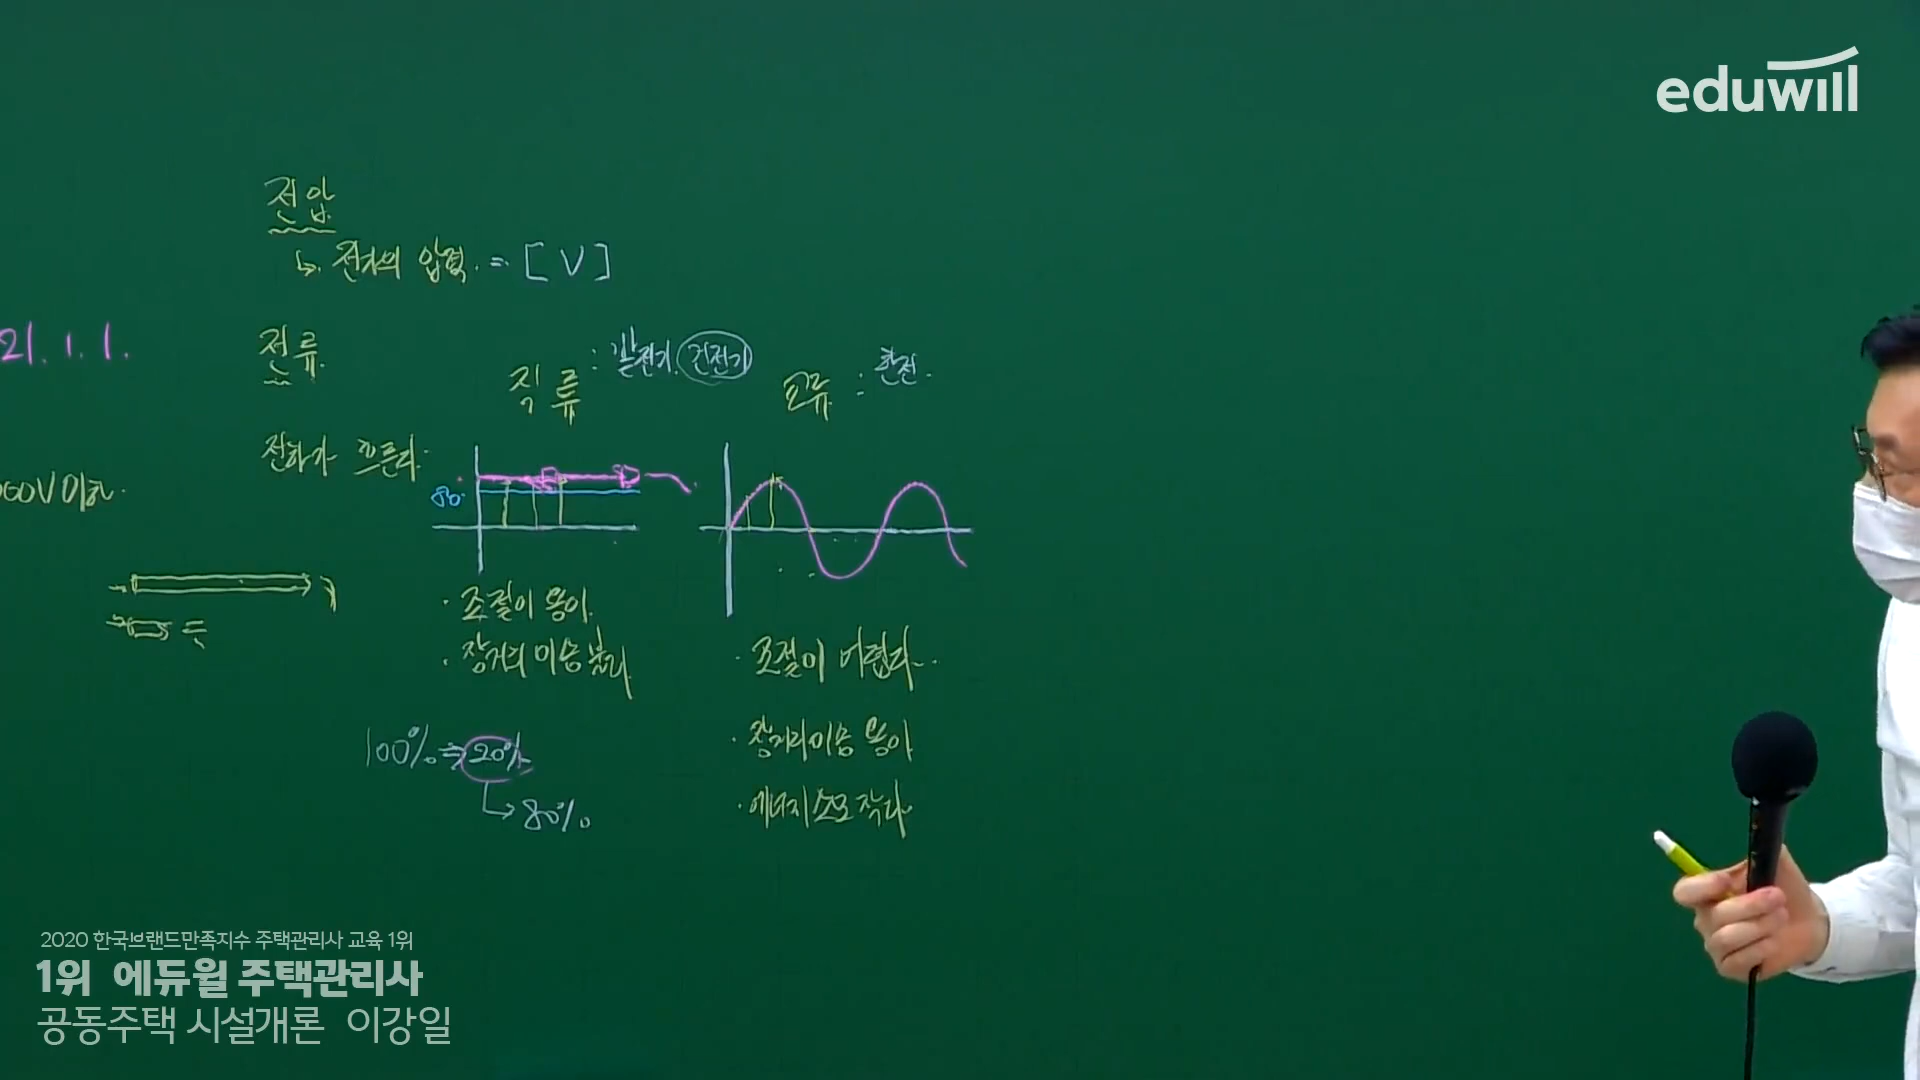 eduwill
전압
↳ 전자의 압력 = [ V ]
21. 1. 1.
전류
직류 : 발전기, 건전지
교류 : 한전.
전하가 흐른다.
000V 이하.
80
· 조절이 용이.
· 장거리 이송 불리
· 조절이 어렵다.
· 장거리 이송 용이
· 에너지 소모 작다.
100% ⇒ 20%
↳ 80%
2020 한국브랜드만족지수 주택관리사 교육 1위
1위 에듀윌 주택관리사
공동주택 시설개론 이강일